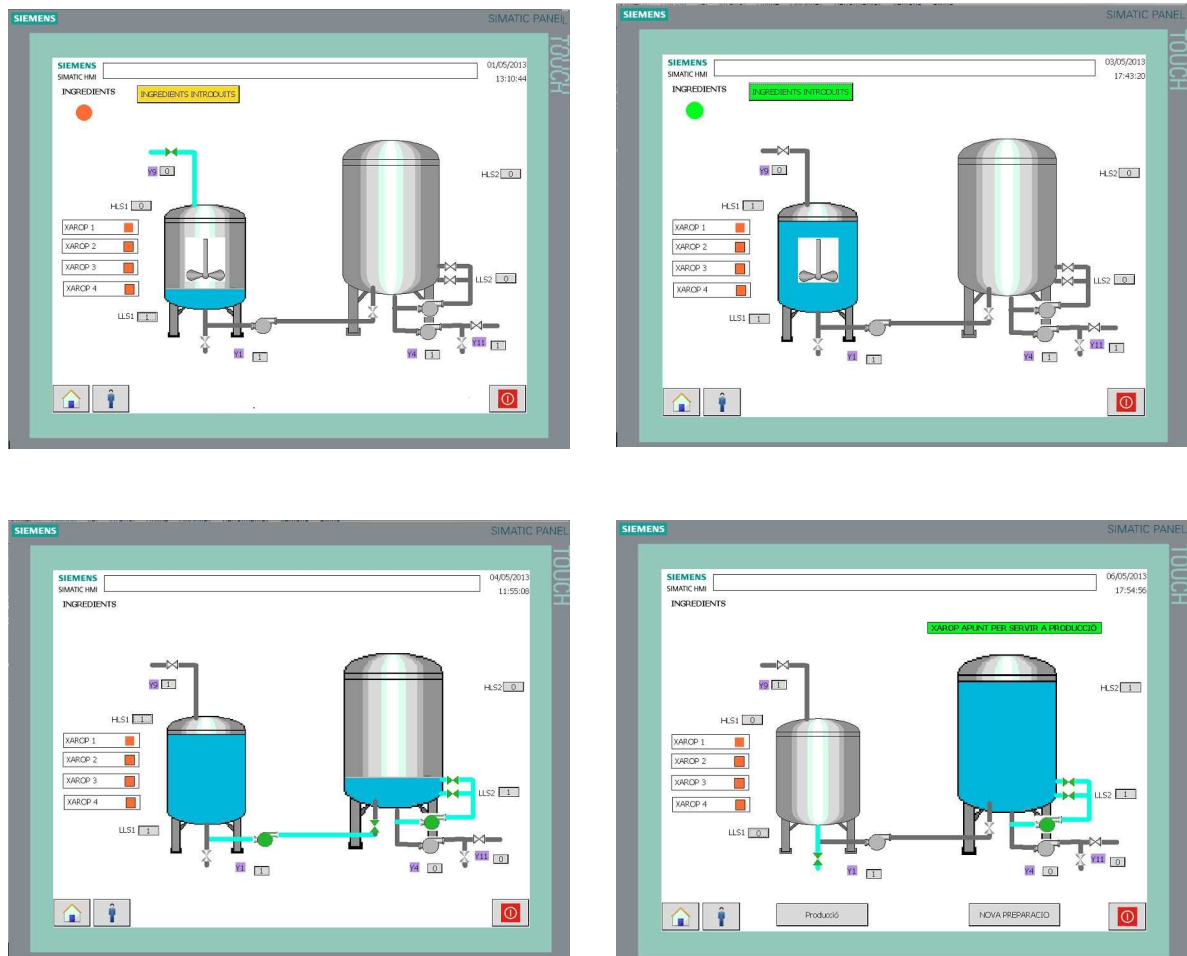 SIEMENS SIMATIC PANEL
TOUCH
SIEMENS
SIMATIC HMI
01/05/2013
13:10:44
INGREDIENTS
INGREDIENTS INTRODUITS
Y9 0
HLS2 0
HLS1 0
XAROP 1
XAROP 2
XAROP 3
XAROP 4
LLS2 0
LLS1 1
Y1 1
Y4 1
Y11 1
SIEMENS SIMATIC PANEL
TOUCH
SIEMENS
SIMATIC HMI
03/05/2013
17:43:20
INGREDIENTS
INGREDIENTS INTRODUITS
Y9 0
HLS2 0
HLS1 1
XAROP 1
XAROP 2
XAROP 3
XAROP 4
LLS2 0
LLS1 1
Y1 1
Y4 1
Y11 1
SIEMENS SIMATIC PANEL
TOUCH
SIEMENS
SIMATIC HMI
04/05/2013
11:55:08
INGREDIENTS
Y9 1
HLS2 0
HLS1 1
XAROP 1
XAROP 2
XAROP 3
XAROP 4
LLS2 1
LLS1 1
Y1 1
Y4 0
Y11 0
SIEMENS SIMATIC PANEL
TOUCH
SIEMENS
SIMATIC HMI
06/05/2013
17:54:56
INGREDIENTS
XAROP APUNT PER SERVIR A PRODUCCIÓ
Y9 1
HLS2 1
HLS1 0
XAROP 1
XAROP 2
XAROP 3
XAROP 4
LLS2 1
LLS1 0
Y1 1
Y4 0
Y11 0
Producció
NOVA PREPARACIO